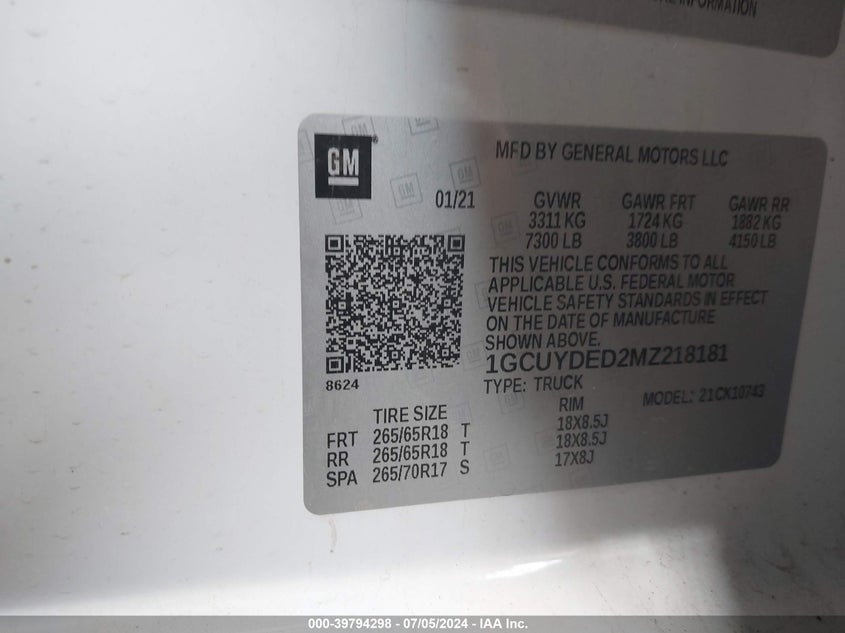 INFORMATION
GM
MFD BY GENERAL MOTORS LLC
01/21
GVWR GAWR FRT GAWR RR
3311 KG 1724 KG 1882 KG
7300 LB 3800 LB 4150 LB
THIS VEHICLE CONFORMS TO ALL
APPLICABLE U.S. FEDERAL MOTOR
VEHICLE SAFETY STANDARDS IN EFFECT
ON THE DATE OF MANUFACTURE
SHOWN ABOVE.
1GCUYDED2MZ218181
8624
TYPE: TRUCK
MODEL: 21CK10743
TIRE SIZE RIM
FRT 265/65R18 T 18X8.5J
RR 265/65R18 T 18X8.5J
SPA 265/70R17 S 17X8J
000-39794298 - 07/05/2024 - IAA Inc.